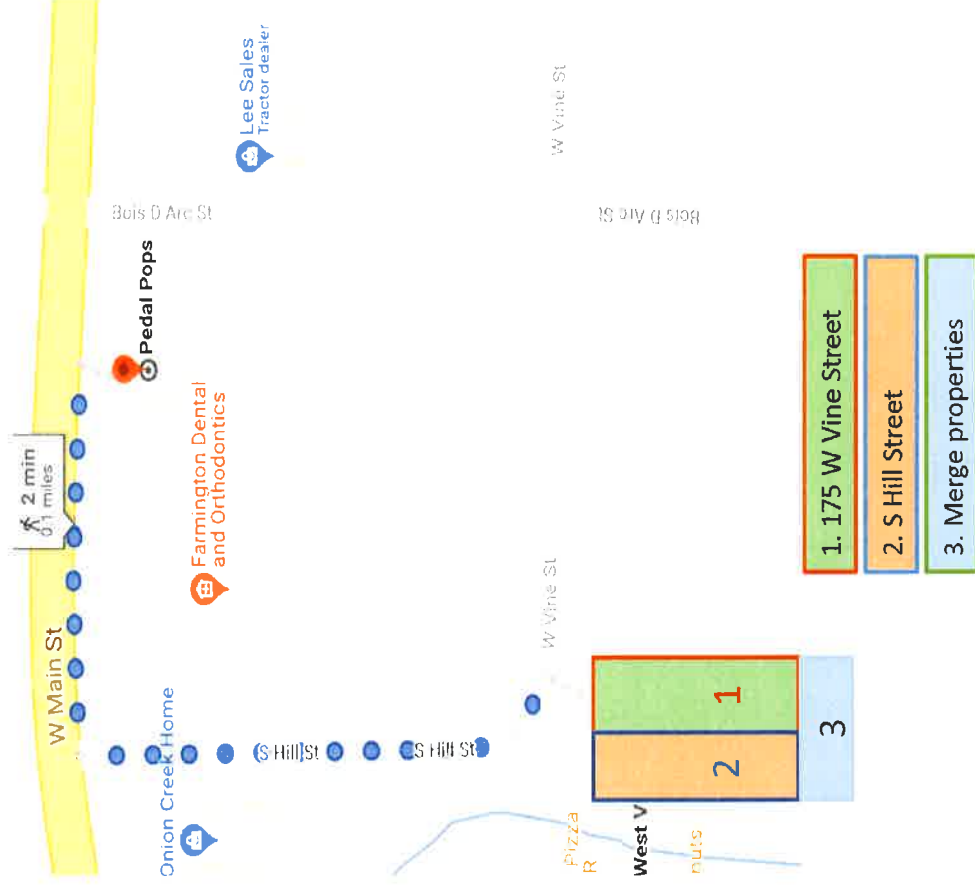 W Main St
2 min
0.1 miles
Bois D Arc St
Lee Sales
Tractor dealer
Pedal Pops
Farmington Dental
and Orthodontics
Onion Creek Home
S Hill St
S Hill St
W Vine St
W Vine St
Bois D Arc St
Pizza
R
West V
nuts
1
2
3
1. 175 W Vine Street
2. S Hill Street
3. Merge properties